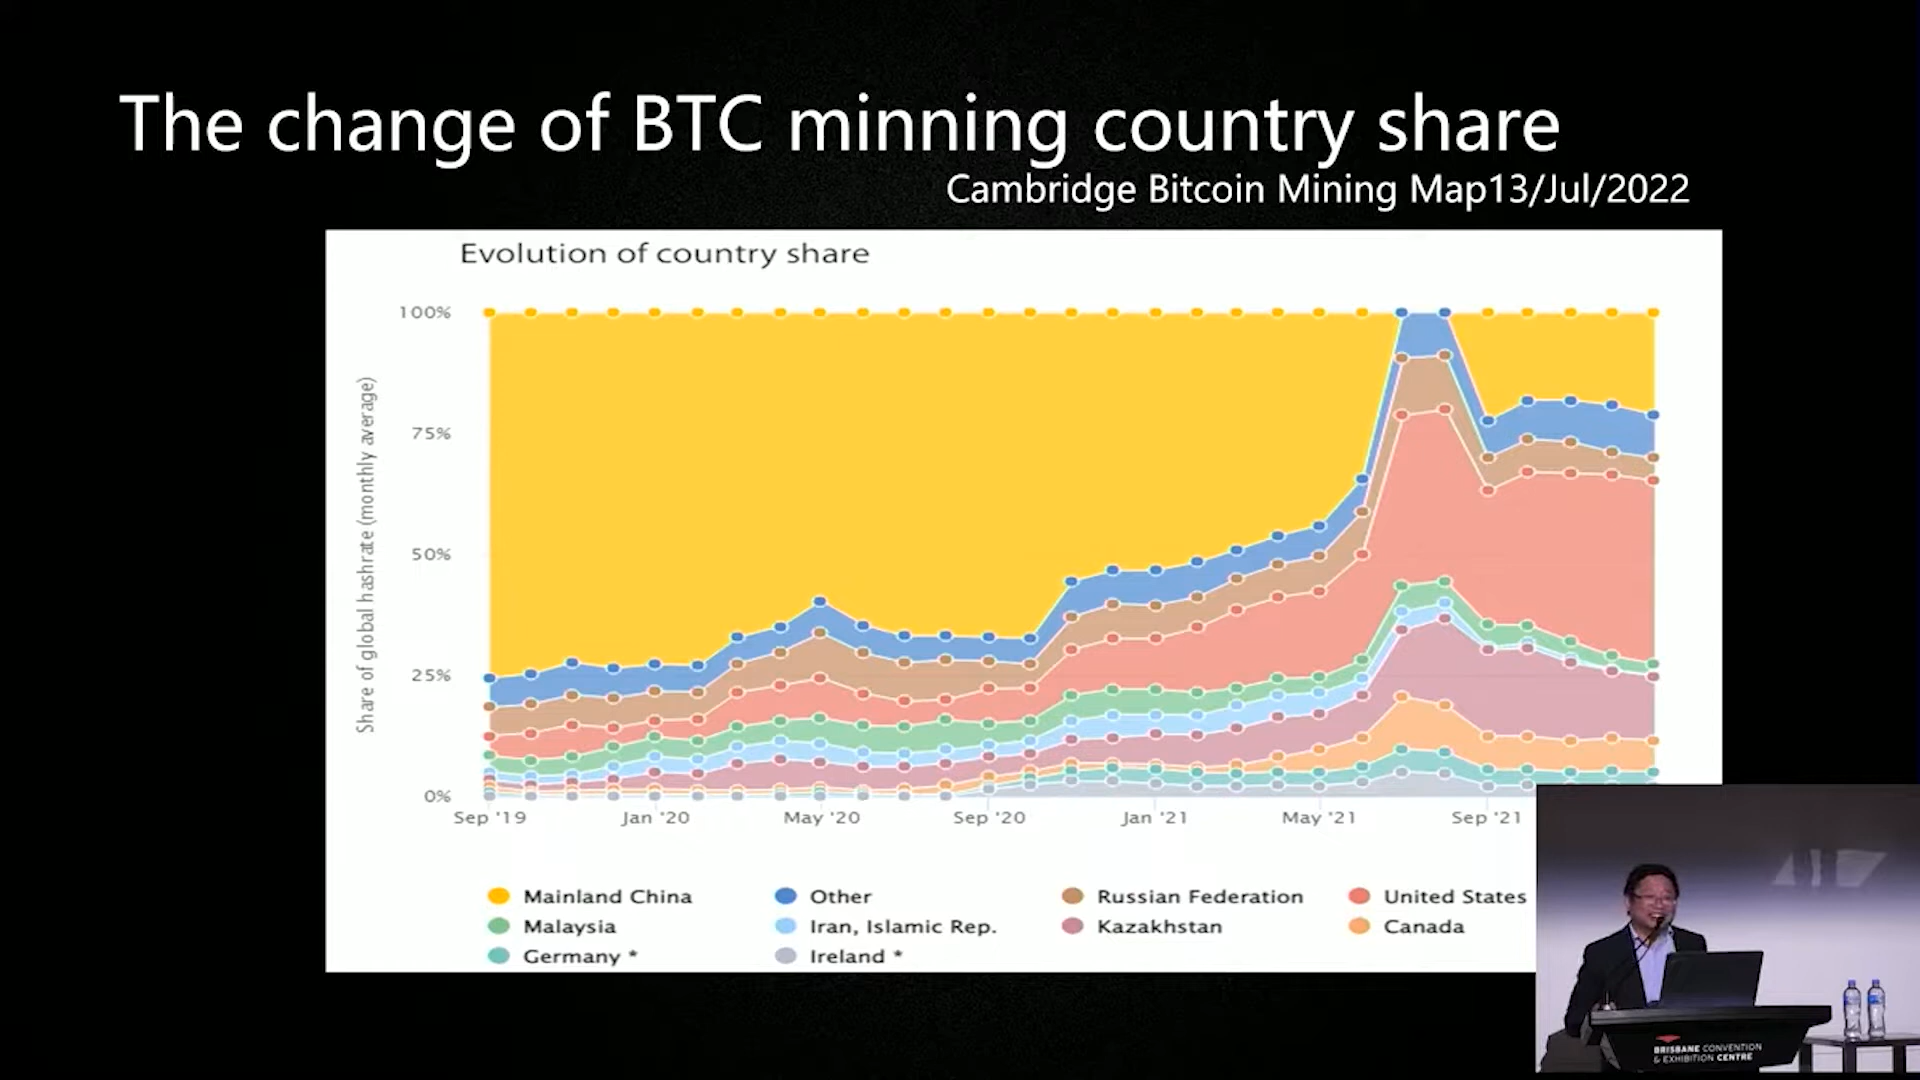 The change of BTC minning country share
Cambridge Bitcoin Mining Map13/Jul/2022
Evolution of country share
Share of global hashrate (monthly average)
100%
75%
50%
25%
0%
Sep '19 Jan '20 May '20 Sep '20 Jan '21 May '21 Sep '21
Mainland China Other Russian Federation United States
Malaysia Iran, Islamic Rep. Kazakhstan Canada
Germany * Ireland *
BRISBANE CONVENTION
& EXHIBITION CENTRE